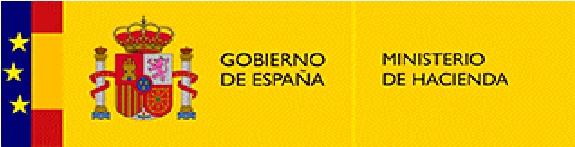 GOBIERNO
DE ESPAÑA
MINISTERIO
DE HACIENDA